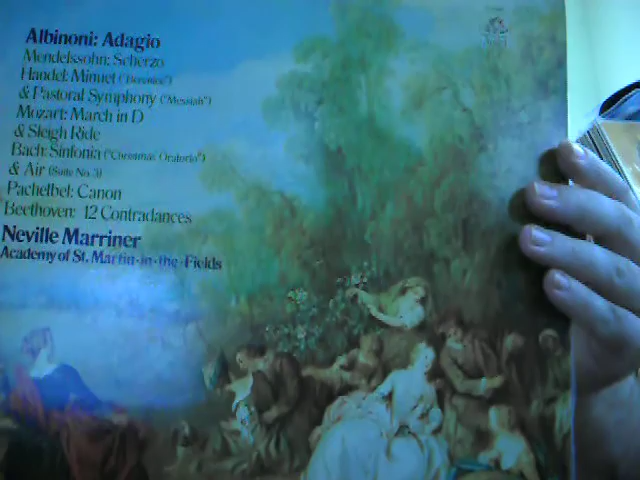 Albinoni: Adagio
Mendelssohn: Scherzo
Handel: Minuet ("Berenice")
& Pastoral Symphony ("Messiah")
Mozart: March in D
& Sleigh Ride
Bach: Sinfonia ("Christmas Oratorio")
& Air (Suite No. 3)
Pachelbel: Canon
Beethoven: 12 Contradances
Neville Marriner
Academy of St. Martin-in-the-Fields